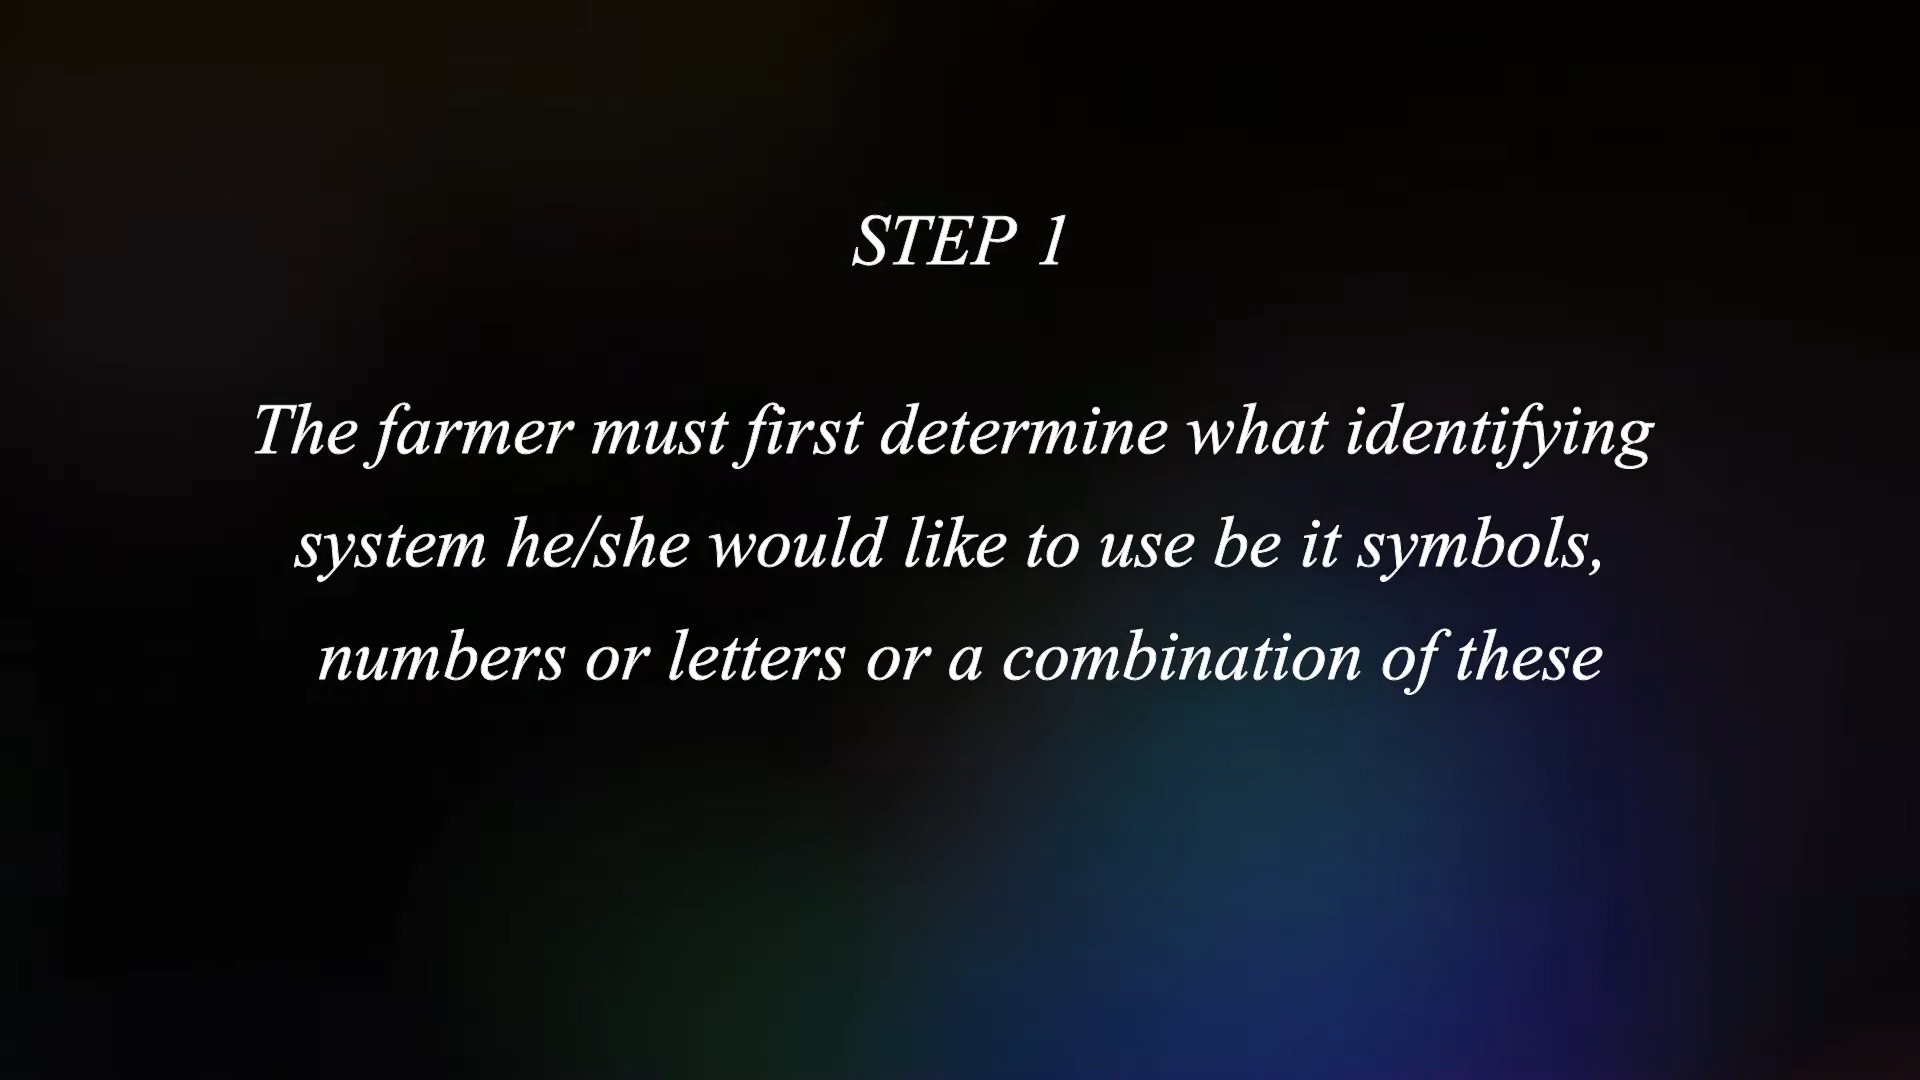 STEP 1
The farmer must first determine what identifying
system he/she would like to use be it symbols,
numbers or letters or a combination of these